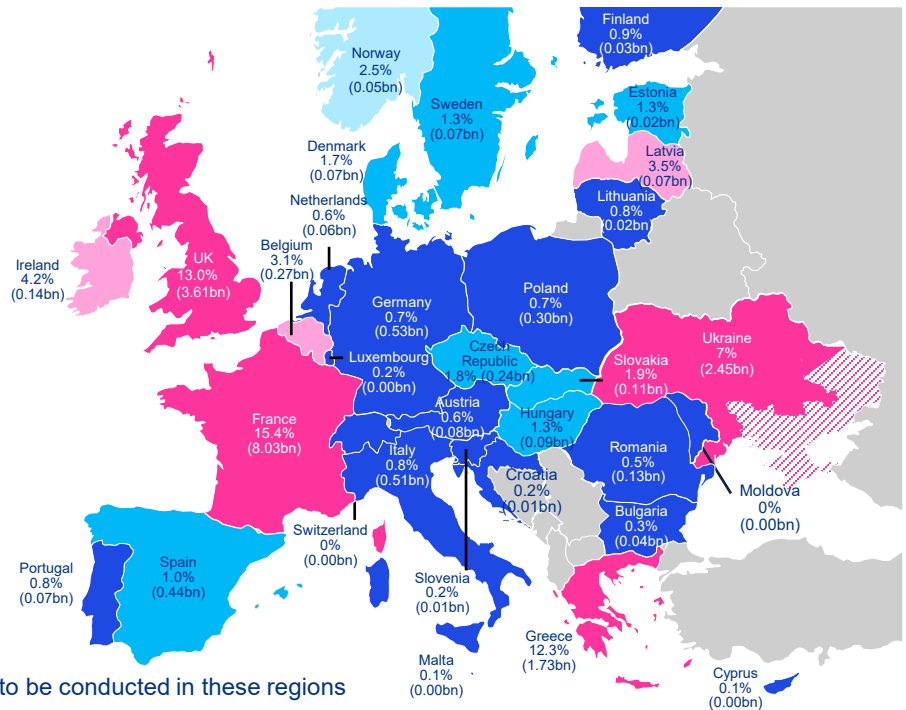 Finland
0.9%
(0.03bn)
Norway
2.5%
(0.05bn)
Sweden
1.3%
(0.07bn)
Estonia
1.3%
(0.02bn)
Denmark
1.7%
(0.07bn)
Latvia
3.5%
(0.07bn)
Netherlands
0.6%
(0.06bn)
Lithuania
0.8%
0.02bn)
Belgium
3.1%
(0.27bn)
UK
13.0%
(3.61bn)
Ireland
4.2%
(0.14bn)
Germany
0.7%
(0.53bn)
Poland
0.7%
(0.30bn)
Ukraine
7%
(2.45bn)
Czech
Republic
1.8% (0.24bn)
Luxembourg
0.2%
(0.00bn)
Slovakia
1.9%
(0.11bn)
Austria
0.6%
(0.08bn)
Hungary
1.3%
(0.09bn)
France
15.4%
(8.03bn)
Italy
0.8%
(0.51bn)
Romania
0.5%
(0.13bn)
Croatia
0.2%
(0.01bn)
Moldova
0%
(0.00bn)
Bulgaria
0.3%
(0.04bn)
Switzerland
0%
(0.00bn)
Portugal
0.8%
(0.07bn)
Spain
1.0%
(0.44bn)
Slovenia
0.2%
(0.01bn)
Greece
12.3%
(1.73bn)
Malta
0.1%
(0.00bn)
Cyprus
0.1%
(0.00bn)
to be conducted in these regions